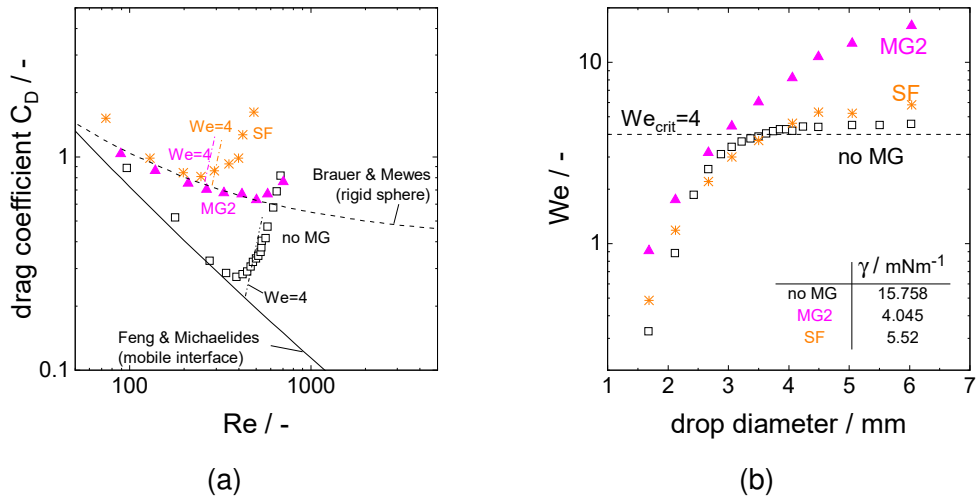 drag coefficient C_D / -
1
0.1
100
1000
Re / -
We=4
SF
We=4
MG2
Brauer & Mewes
(rigid sphere)
no MG
We=4
Feng & Michaelides
(mobile interface)
(a)
We / -
10
1
1
2
3
4
5
6
7
drop diameter / mm
MG2
SF
We_crit=4
no MG
γ / mNm⁻¹
no MG 15.758
MG2 4.045
SF 5.52
(b)